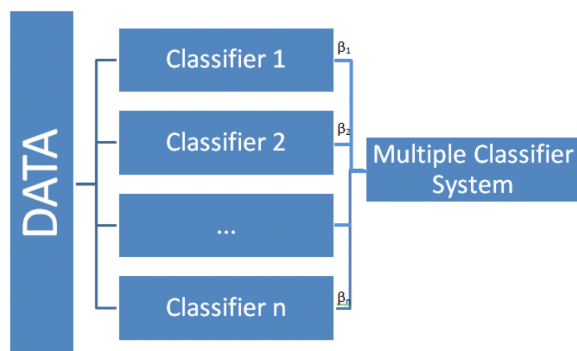 DATA
Classifier 1
β₁
Classifier 2
β₂
...
Classifier n
βₙ
Multiple Classifier
System